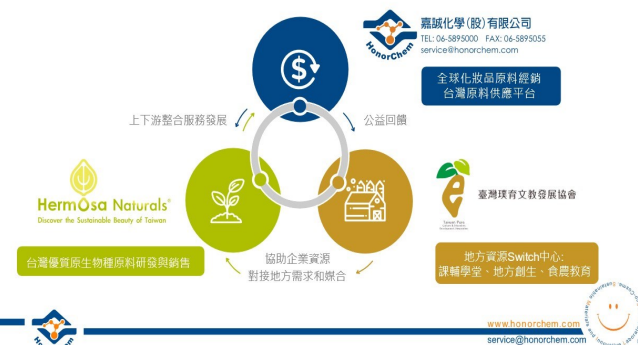 HonorChem
嘉誠化學(股)有限公司
TEL: 06-5895000 FAX: 06-5895055
service@honorchem.com
全球化妝品原料經銷
台灣原料供應平台
上下游整合服務發展
公益回饋
HermOsa Naturals®
Discover the Sustainable Beauty of Taiwan
台灣優質原生物種原料研發與銷售
臺灣璞育文教發展協會
Taiwan Pure
地方資源Switch中心:
課輔學堂、地方創生、食農教育
協助企業資源
對接地方需求和媒合
www.honorchem.com
service@honorchem.com
HonorChem